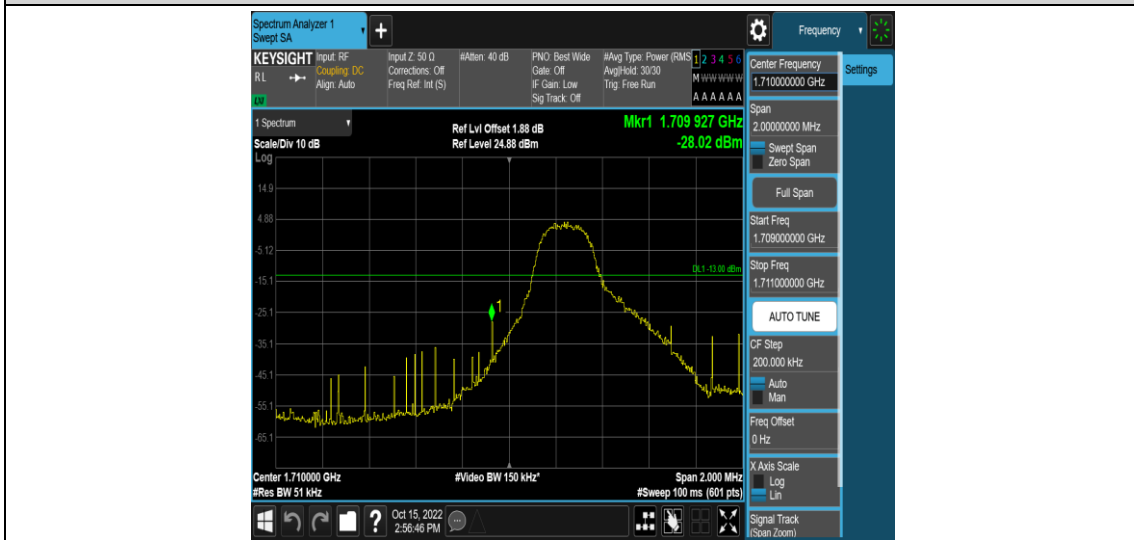 Spectrum Analyzer 1
Swept SA
Frequency
KEYSIGHT
RL
LXI
Input: RF
Coupling: DC
Align: Auto
Input Z: 50 Ω
Corrections: Off
Freq Ref: Int (S)
#Atten: 40 dB
PNO: Best Wide
Gate: Off
IF Gain: Low
Sig Track: Off
#Avg Type: Power (RMS
Avg|Hold: 30/30
Trig: Free Run
1 2 3 4 5 6
M W W W W W
A A A A A A
1 Spectrum
Scale/Div 10 dB
Log
Ref Lvl Offset 1.88 dB
Ref Level 24.88 dBm
Mkr1 1.709 927 GHz
-28.02 dBm
14.9
4.88
-5.12
-15.1
-25.1
-35.1
-45.1
-55.1
-65.1
DL1 -13.00 dBm
1
Center 1.710000 GHz
#Res BW 51 kHz
#Video BW 150 kHz*
Span 2.000 MHz
#Sweep 100 ms (601 pts)
Oct 15, 2022
2:56:46 PM
Center Frequency
1.710000000 GHz
Settings
Span
2.00000000 MHz
Swept Span
Zero Span
Full Span
Start Freq
1.709000000 GHz
Stop Freq
1.711000000 GHz
AUTO TUNE
CF Step
200.000 kHz
Auto
Man
Freq Offset
0 Hz
X Axis Scale
Log
Lin
Signal Track
(Span Zoom)